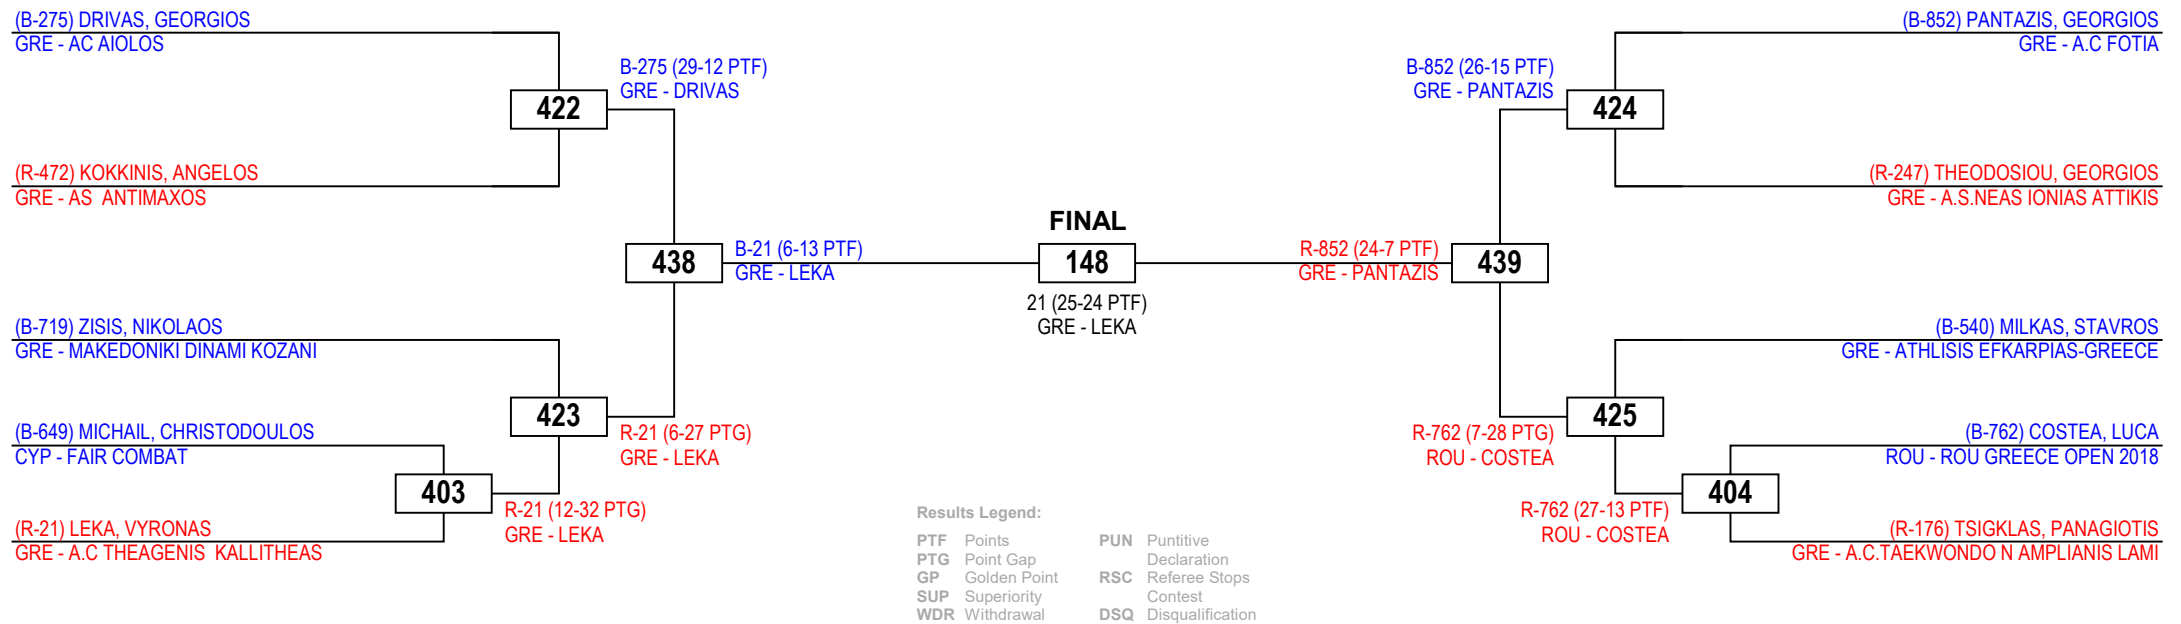 (B-275) DRIVAS, GEORGIOS
GRE - AC AIOLOS
B-275 (29-12 PTF)
GRE - DRIVAS
422
(R-472) KOKKINIS, ANGELOS
GRE - AS  ANTIMAXOS
438
B-21 (6-13 PTF)
GRE - LEKA
(B-719) ZISIS, NIKOLAOS
GRE - MAKEDONIKI DINAMI KOZANI
423
R-21 (6-27 PTG)
GRE - LEKA
(B-649) MICHAIL, CHRISTODOULOS
CYP - FAIR COMBAT
403
R-21 (12-32 PTG)
GRE - LEKA
(R-21) LEKA, VYRONAS
GRE - A.C THEAGENIS  KALLITHEAS
FINAL
148
21 (25-24 PTF)
GRE - LEKA
(B-852) PANTAZIS, GEORGIOS
GRE - A.C FOTIA
B-852 (26-15 PTF)
GRE - PANTAZIS
424
(R-247) THEODOSIOU, GEORGIOS
GRE - A.S.NEAS IONIAS ATTIKIS
R-852 (24-7 PTF)
GRE - PANTAZIS
439
(B-540) MILKAS, STAVROS
GRE - ATHLISIS EFKARPIAS-GREECE
425
R-762 (7-28 PTG)
ROU - COSTEA
(B-762) COSTEA, LUCA
ROU - ROU GREECE OPEN 2018
404
R-762 (27-13 PTF)
ROU - COSTEA
(R-176) TSIGKLAS, PANAGIOTIS
GRE - A.C.TAEKWONDO N AMPLIANIS LAMI
Results Legend:
PTF Points
PTG Point Gap
GP Golden Point
SUP Superiority
WDR Withdrawal
PUN Puntitive
Declaration
RSC Referee Stops
Contest
DSQ Disqualification